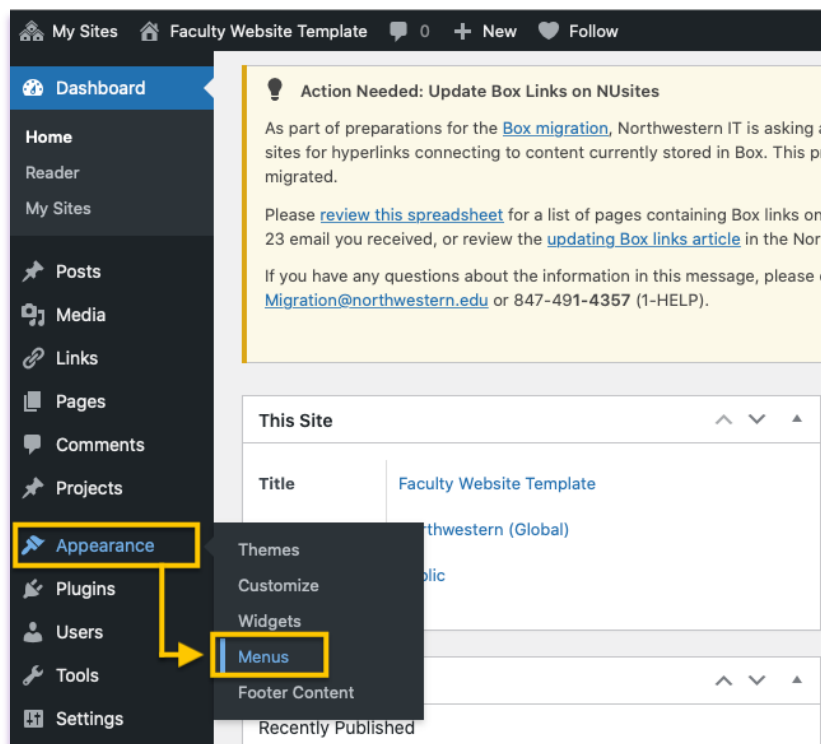 My Sites Faculty Website Template 0 New Follow
Dashboard
Home
Reader
My Sites
Posts
Media
Links
Pages
Comments
Projects
Appearance
Plugins
Users
Tools
Settings
Themes
Customize
Widgets
Menus
Footer Content
Action Needed: Update Box Links on NUsites
As part of preparations for the Box migration, Northwestern IT is asking
sites for hyperlinks connecting to content currently stored in Box. This
migrated.
Please review this spreadsheet for a list of pages containing Box links on
23 email you received, or review the updating Box links article in the
If you have any questions about the information in this message, please
Migration@northwestern.edu or 847-491-4357 (1-HELP).
This Site
Title Faculty Website Template
(Global)
Recently Published